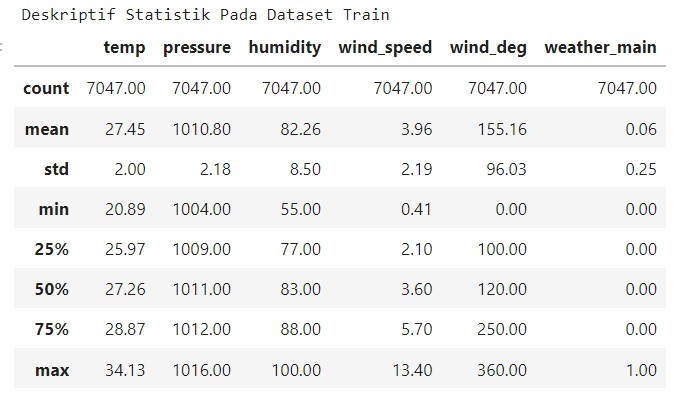 Deskriptif Statistik Pada Dataset Train
temp pressure humidity wind_speed wind_deg weather_main
count 7047.00 7047.00 7047.00 7047.00 7047.00 7047.00
mean 27.45 1010.80 82.26 3.96 155.16 0.06
std 2.00 2.18 8.50 2.19 96.03 0.25
min 20.89 1004.00 55.00 0.41 0.00 0.00
25% 25.97 1009.00 77.00 2.10 100.00 0.00
50% 27.26 1011.00 83.00 3.60 120.00 0.00
75% 28.87 1012.00 88.00 5.70 250.00 0.00
max 34.13 1016.00 100.00 13.40 360.00 1.00